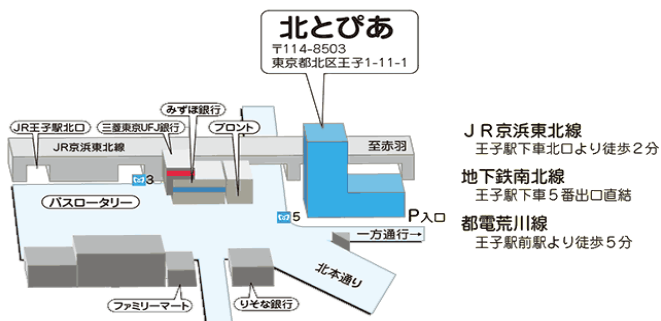 北とぴあ
〒114-8503
東京都北区王子1-11-1
みずほ銀行
JR王子駅北口
三菱東京UFJ銀行
プロント
JR京浜東北線
至赤羽
3
バスロータリー
5
P入口
一方通行
北本通り
ファミリーマート
りそな銀行
JR京浜東北線
王子駅下車北口より徒歩2分
地下鉄南北線
王子駅下車5番出口直結
都電荒川線
王子駅前駅より徒歩5分